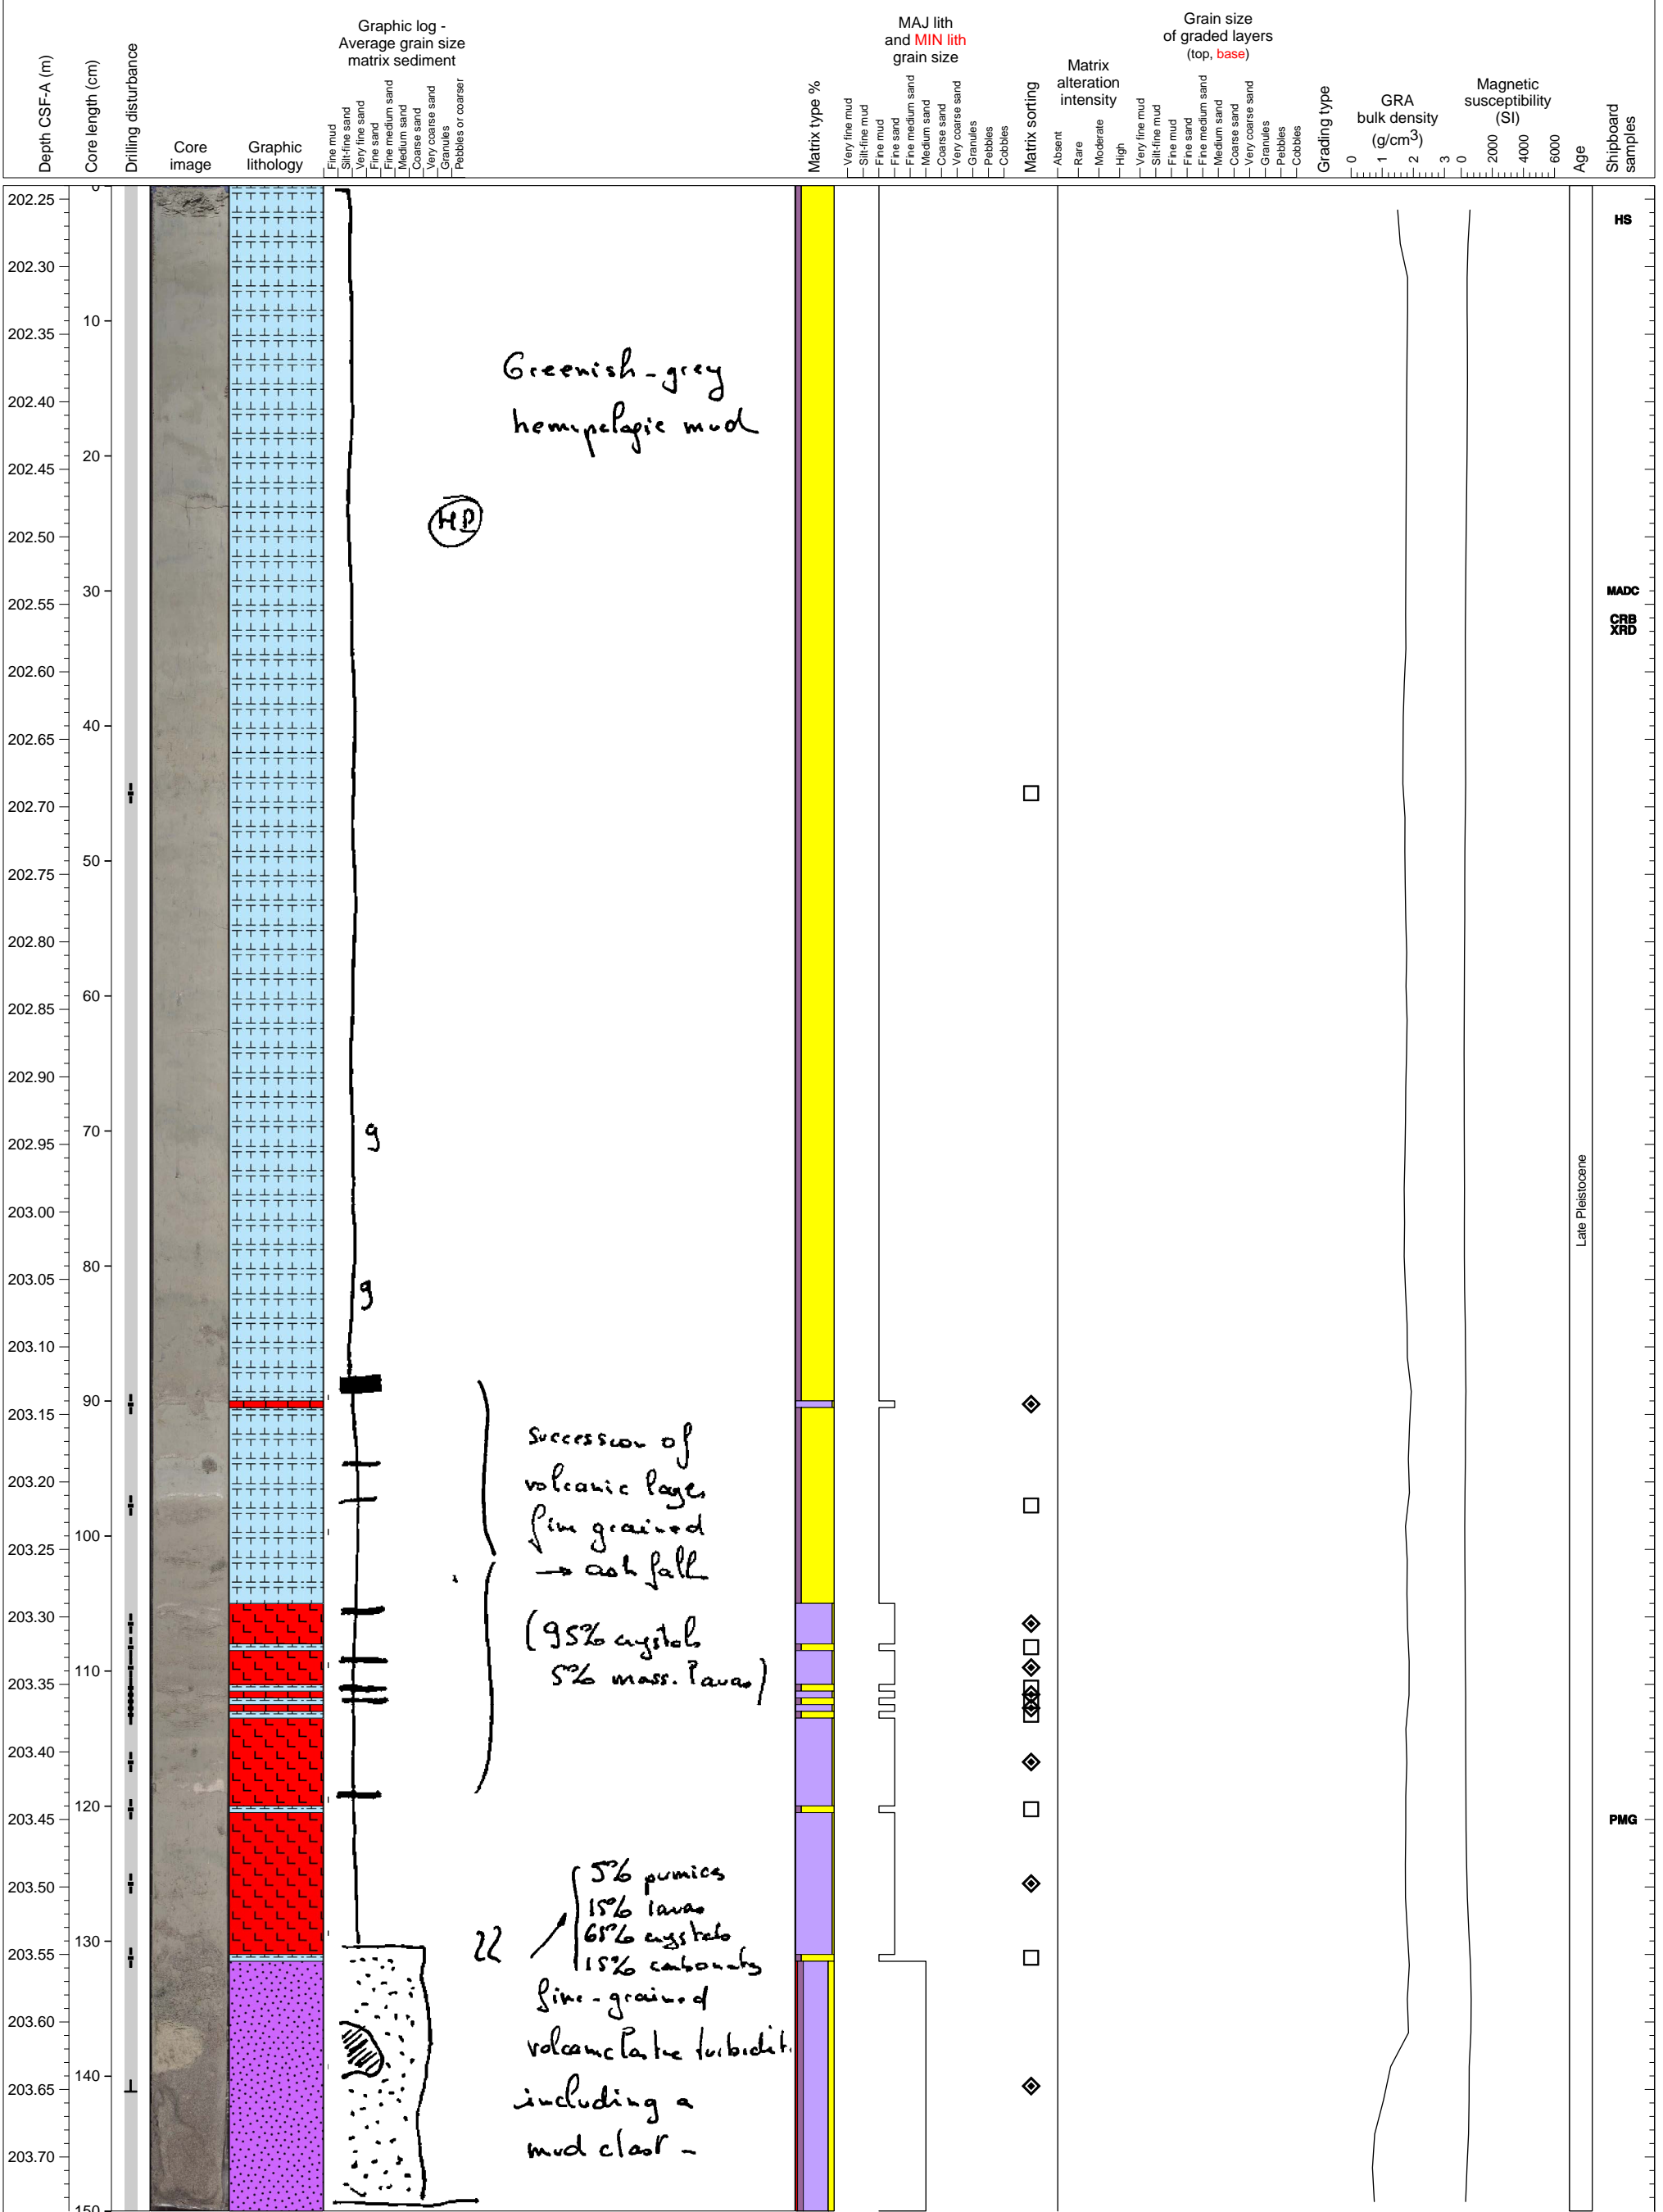 Graphic log -
Average grain size
matrix sediment
MAJ lith
and MIN lith
grain size
Grain size
of graded layers
(top, base)
Depth CSF-A (m)
Core length (cm)
Drilling disturbance
Core
image
Graphic
lithology
Fine mud
Silt-fine sand
Very fine sand
Fine sand
Fine medium sand
Medium sand
Coarse sand
Very coarse sand
Granules
Pebbles or coarser
Matrix type %
Very fine mud
Silt-fine mud
Fine mud
Fine sand
Fine medium sand
Medium sand
Coarse sand
Very coarse sand
Granules
Pebbles
Cobbles
Matrix sorting
Matrix
alteration
intensity
Absent
Rare
Moderate
High
Very fine mud
Silt-fine mud
Fine mud
Fine sand
Fine medium sand
Medium sand
Coarse sand
Very coarse sand
Granules
Pebbles
Cobbles
Grading type
GRA
bulk density
(g/cm3)
0 1 2 3
Magnetic
susceptibility
(SI)
0 2000 4000 6000
Age
Shipboard
samples
202.25
202.30
202.35
202.40
202.45
202.50
202.55
202.60
202.65
202.70
202.75
202.80
202.85
202.90
202.95
203.00
203.05
203.10
203.15
203.20
203.25
203.30
203.35
203.40
203.45
203.50
203.55
203.60
203.65
203.70
0
10
20
30
40
50
60
70
80
90
100
110
120
130
140
150
Greenish-grey
hemipelagic mud
HP
g
g
succession of
volcanic layes
fine grained
→ ash fall
(95% crystals
5% mass. lavas)
5% pumices
15% lavas
65% crystals
15% carbonates
fine-grained
volcaniclastic turbidit.
including a
mud clast -
Late Pleistocene
HS
MADC
CRB
XRD
PMG